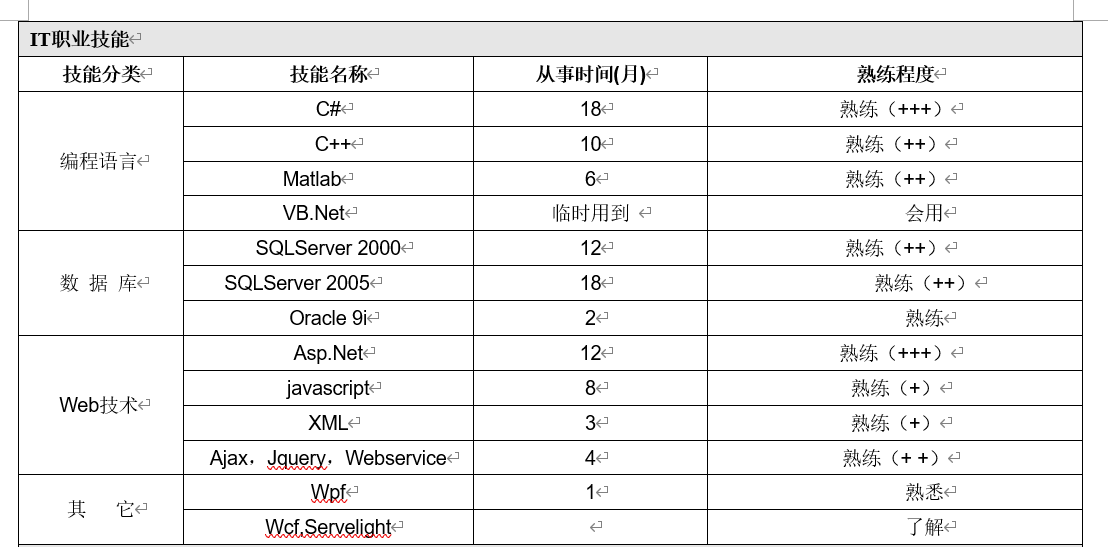 IT职业技能
技能分类 技能名称 从事时间(月) 熟练程度
编程语言 C# 18 熟练（+++）
C++ 10 熟练（++）
Matlab 6 熟练（++）
VB.Net 临时用到 会用
数 据 库 SQLServer 2000 12 熟练（++）
SQLServer 2005 18 熟练（++）
Oracle 9i 2 熟练
Web技术 Asp.Net 12 熟练（+++）
javascript 8 熟练（+）
XML 3 熟练（+）
Ajax，Jquery，Webservice 4 熟练（+ +）
其 它 Wpf 1 熟悉
Wcf,Servelight 了解